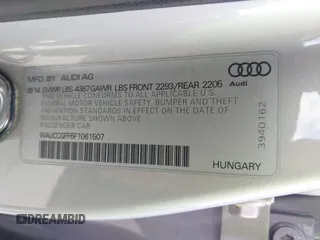 MFD. BY: AUDI AG
09/14 GVWR LBS 4387 GAWR LBS FRONT 2293/REAR 2205
THIS VEHICLE CONFORMS TO ALL APPLICABLE U.S.
FEDERAL MOTOR VEHICLE SAFETY, BUMPER AND THEFT
PREVENTION STANDARDS IN EFFECT ON THE DATE OF
MANUFACTURE SHOWN ABOVE.
PASSENGER CAR
WAUCCGFF6F1061507
Audi
3940162
HUNGARY
DREAMBID